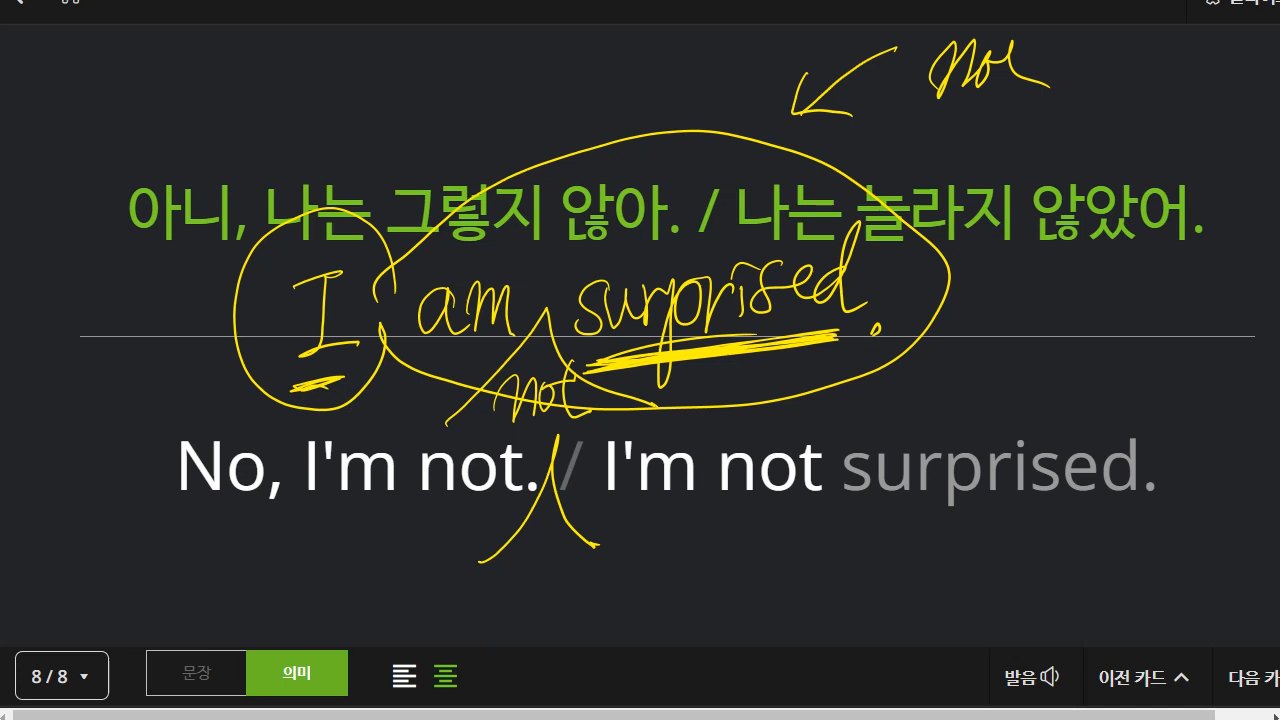 not
아니, 나는 그렇지 않아. / 나는 놀라지 않았어.
I am surprised.
not
No, I'm not. // I'm not surprised.
8 / 8
문장
의미
발음
이전 카드
다음 카